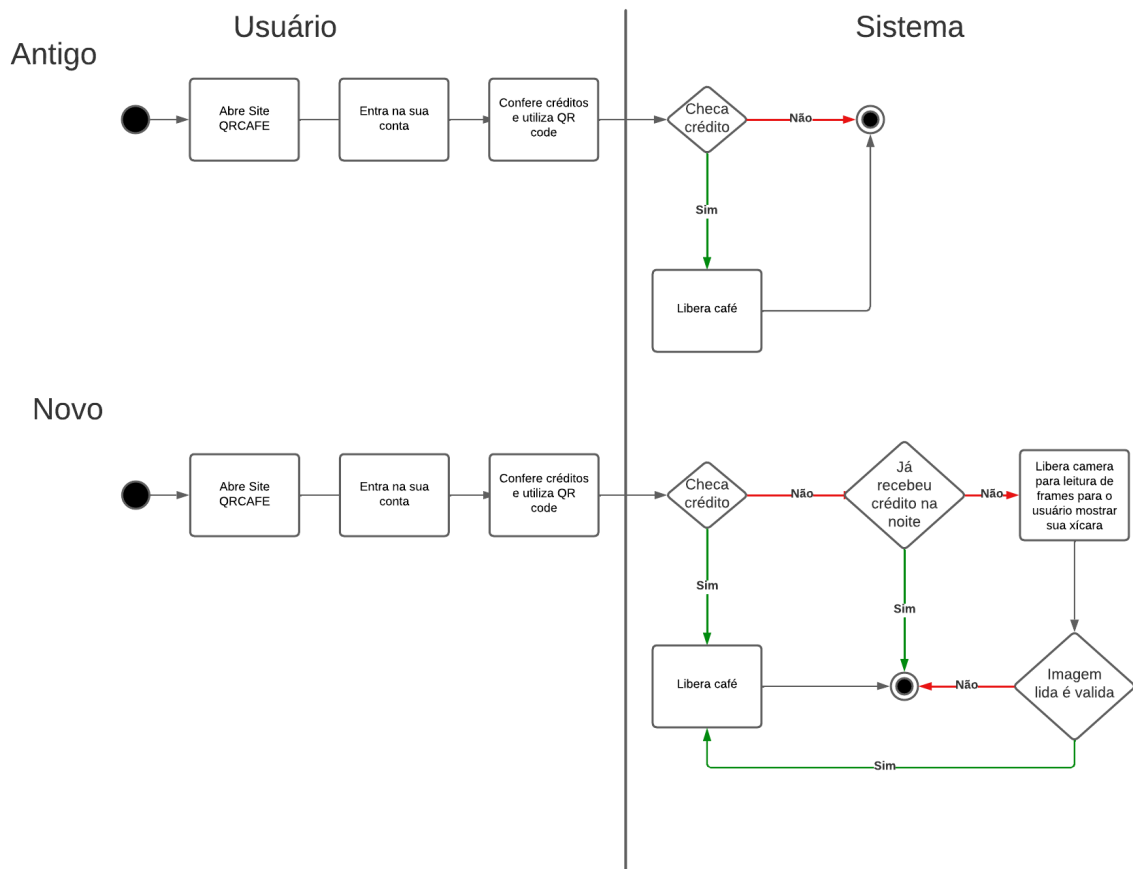 Usuário
Sistema
Antigo
Abre Site
QRCAFE
Entra na sua
conta
Confere créditos
e utiliza QR
code
Checa
crédito
Não
Sim
Libera café
Novo
Abre Site
QRCAFE
Entra na sua
conta
Confere créditos
e utiliza QR
code
Checa
crédito
Não
Já
recebeu
crédito na
noite
Não
Libera camera
para leitura de
frames para o
usuário mostrar
sua xícara
Sim
Sim
Libera café
Não
Imagem
lida é valida
Sim